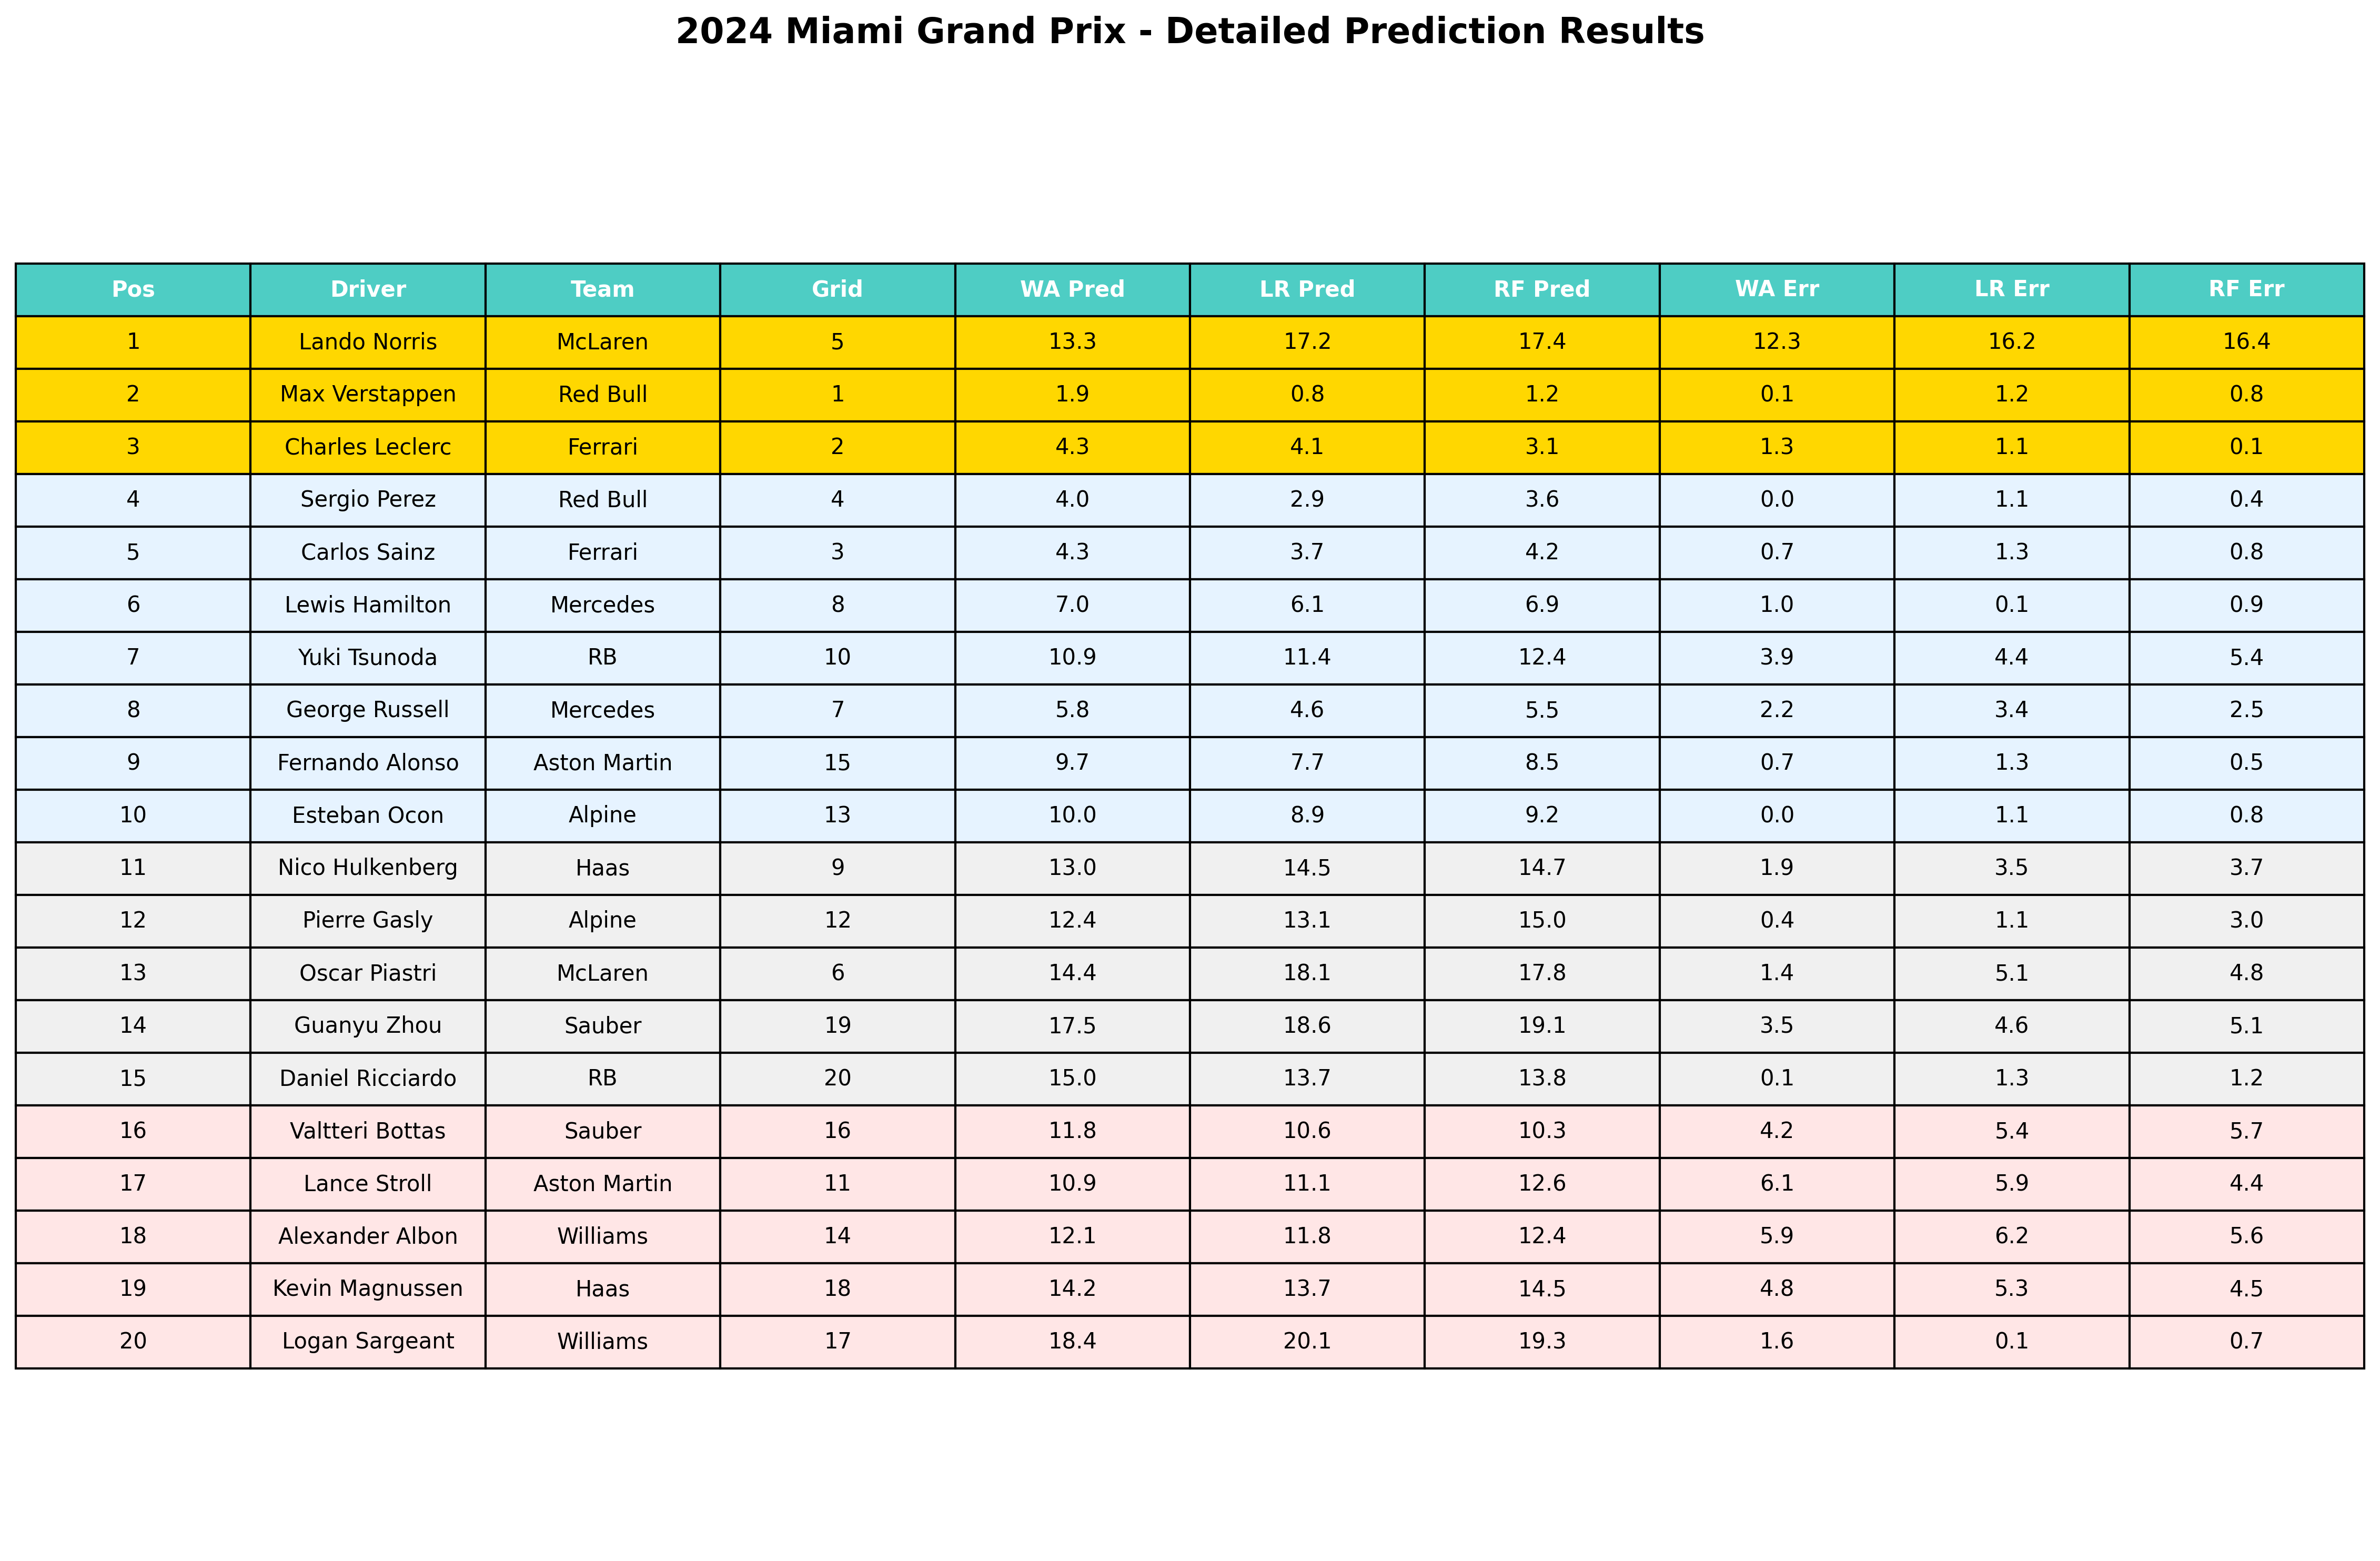 2024 Miami Grand Prix - Detailed Prediction Results
Pos Driver Team Grid WA Pred LR Pred RF Pred WA Err LR Err RF Err
1 Lando Norris McLaren 5 13.3 17.2 17.4 12.3 16.2 16.4
2 Max Verstappen Red Bull 1 1.9 0.8 1.2 0.1 1.2 0.8
3 Charles Leclerc Ferrari 2 4.3 4.1 3.1 1.3 1.1 0.1
4 Sergio Perez Red Bull 4 4.0 2.9 3.6 0.0 1.1 0.4
5 Carlos Sainz Ferrari 3 4.3 3.7 4.2 0.7 1.3 0.8
6 Lewis Hamilton Mercedes 8 7.0 6.1 6.9 1.0 0.1 0.9
7 Yuki Tsunoda RB 10 10.9 11.4 12.4 3.9 4.4 5.4
8 George Russell Mercedes 7 5.8 4.6 5.5 2.2 3.4 2.5
9 Fernando Alonso Aston Martin 15 9.7 7.7 8.5 0.7 1.3 0.5
10 Esteban Ocon Alpine 13 10.0 8.9 9.2 0.0 1.1 0.8
11 Nico Hulkenberg Haas 9 13.0 14.5 14.7 1.9 3.5 3.7
12 Pierre Gasly Alpine 12 12.4 13.1 15.0 0.4 1.1 3.0
13 Oscar Piastri McLaren 6 14.4 18.1 17.8 1.4 5.1 4.8
14 Guanyu Zhou Sauber 19 17.5 18.6 19.1 3.5 4.6 5.1
15 Daniel Ricciardo RB 20 15.0 13.7 13.8 0.1 1.3 1.2
16 Valtteri Bottas Sauber 16 11.8 10.6 10.3 4.2 5.4 5.7
17 Lance Stroll Aston Martin 11 10.9 11.1 12.6 6.1 5.9 4.4
18 Alexander Albon Williams 14 12.1 11.8 12.4 5.9 6.2 5.6
19 Kevin Magnussen Haas 18 14.2 13.7 14.5 4.8 5.3 4.5
20 Logan Sargeant Williams 17 18.4 20.1 19.3 1.6 0.1 0.7